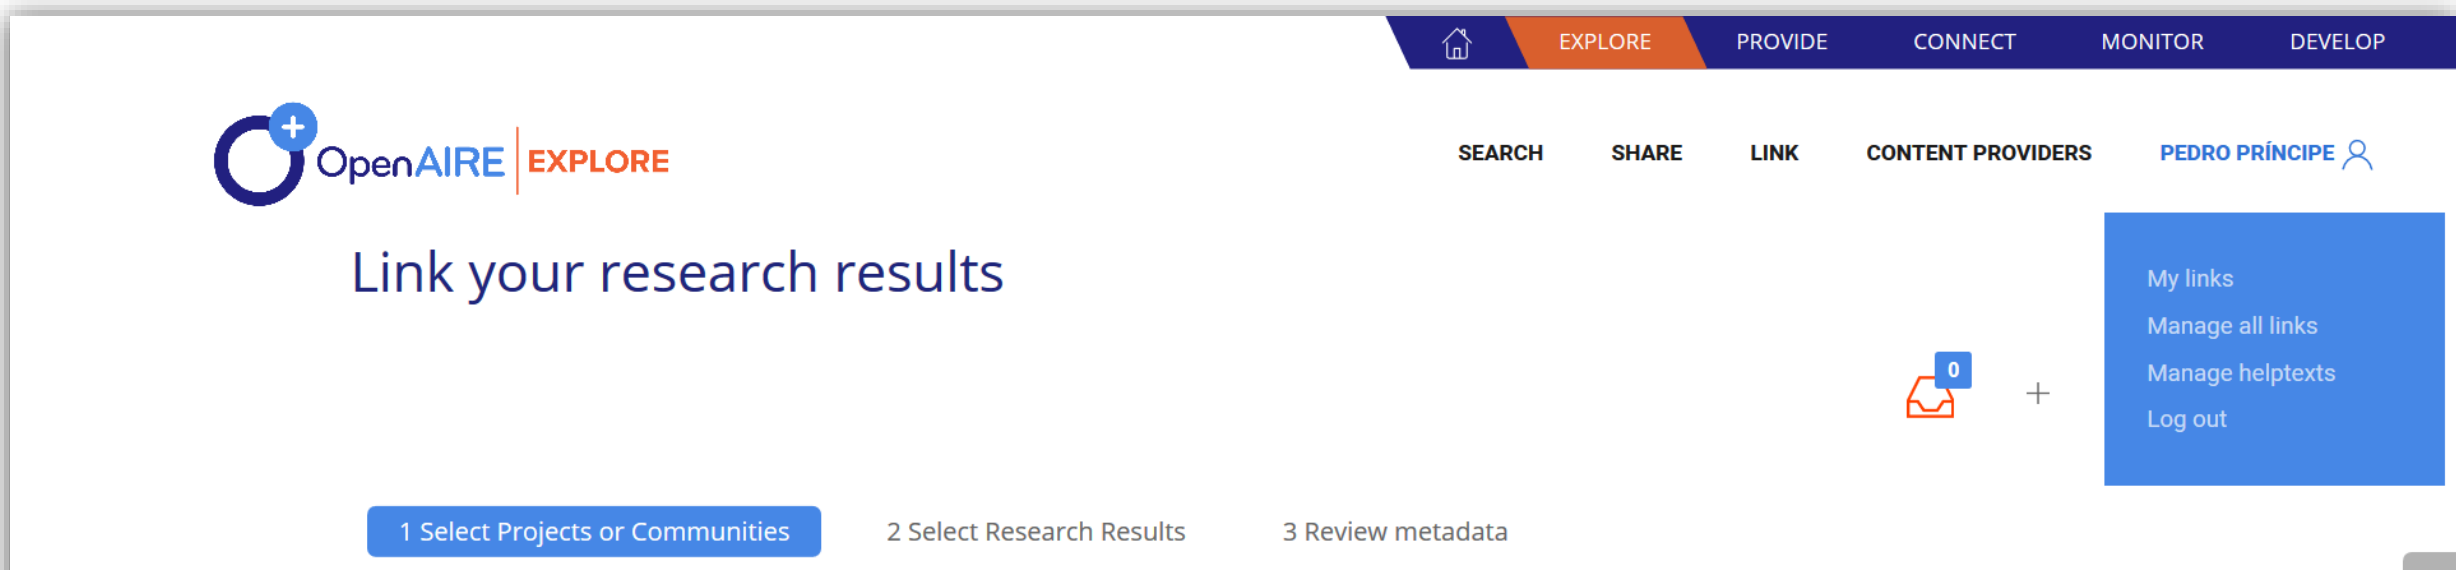 EXPLORE PROVIDE CONNECT MONITOR DEVELOP
OpenAIRE EXPLORE
SEARCH SHARE LINK CONTENT PROVIDERS PEDRO PRÍNCIPE
Link your research results
My links
Manage all links
Manage helptexts
Log out
0
1 Select Projects or Communities 2 Select Research Results 3 Review metadata